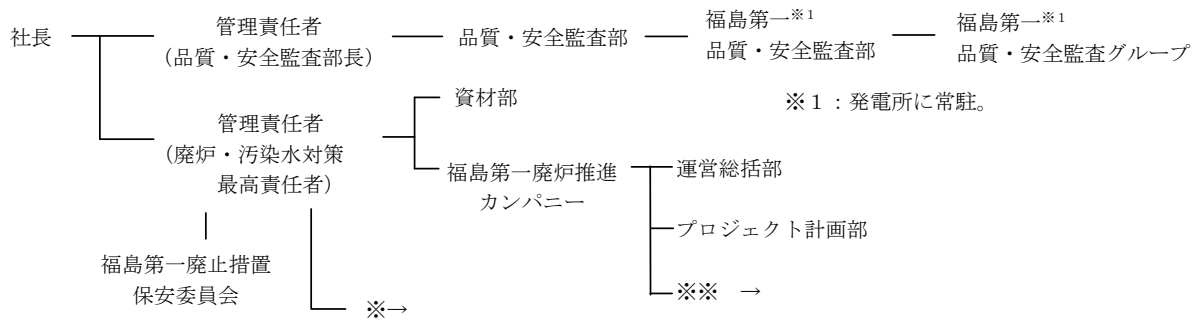 社長
管理責任者
(品質・安全監査部長)
品質・安全監査部
福島第一※1
品質・安全監査部
福島第一※1
品質・安全監査グループ
※1：発電所に常駐。
管理責任者
(廃炉・汚染水対策
最高責任者)
資材部
福島第一廃炉推進
カンパニー
運営総括部
プロジェクト計画部
※※ →
福島第一廃止措置
保安委員会
※→